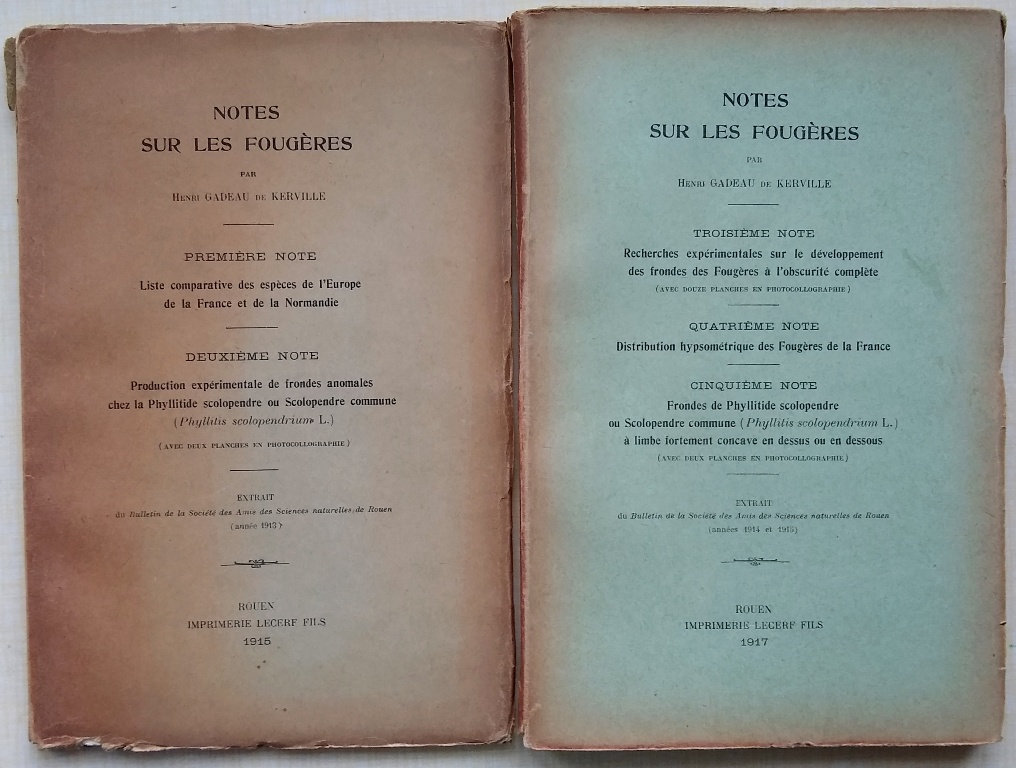 NOTES
SUR LES FOUGÈRES
PAR
HENRI GADEAU DE KERVILLE
PREMIÈRE NOTE
Liste comparative des espèces de l'Europe
de la France et de la Normandie
DEUXIÈME NOTE
Production expérimentale de frondes anomales
chez la Phyllitide scolopendre ou Scolopendre commune
(Phyllitis scolopendrium L.)
(AVEC DEUX PLANCHES EN PHOTOCOLLOGRAPHIE)
EXTRAIT
du Bulletin de la Société des Amis des Sciences naturelles de Rouen
(année 1913)
ROUEN
IMPRIMERIE LECERF FILS
1915
NOTES
SUR LES FOUGÈRES
PAR
HENRI GADEAU DE KERVILLE
TROISIÈME NOTE
Recherches expérimentales sur le développement
des frondes des Fougères à l'obscurité complète
(AVEC DOUZE PLANCHES EN PHOTOCOLLOGRAPHIE)
QUATRIÈME NOTE
Distribution hypsométrique des Fougères de la France
CINQUIÈME NOTE
Frondes de Phyllitide scolopendre
ou Scolopendre commune (Phyllitis scolopendrium L.)
à limbe fortement concave en dessus ou en dessous
(AVEC DEUX PLANCHES EN PHOTOCOLLOGRAPHIE)
EXTRAIT
du Bulletin de la Société des Amis des Sciences naturelles de Rouen
(années 1914 et 1915)
ROUEN
IMPRIMERIE LECERF FILS
1917